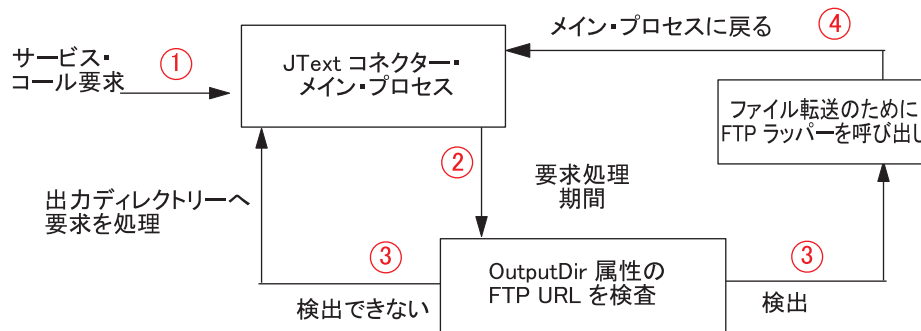 サービス・
コール要求
①
JText コネクター・
メイン・プロセス
メイン・プロセスに戻る
④
ファイル転送のために
FTP ラッパーを呼び出し
②
要求処理
期間
出力ディレクトリーへ
要求を処理
③
検出できない
OutputDir 属性の
FTP URL を検査
③
検出